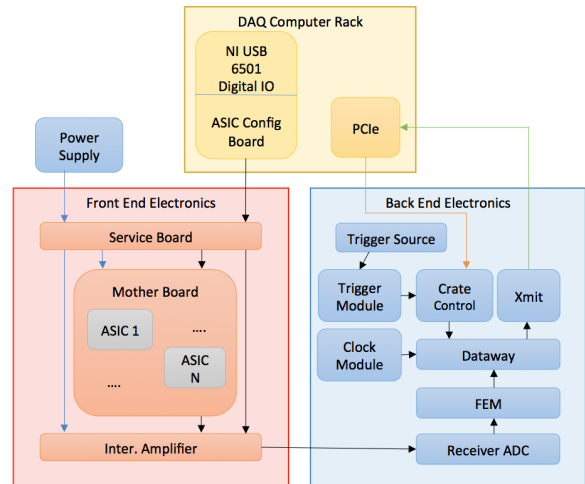 DAQ Computer Rack
NI USB
6501
Digital IO
ASIC Config
Board
PCIe
Power
Supply
Front End Electronics
Service Board
Mother Board
ASIC 1
....
....
ASIC
N
Inter. Amplifier
Back End Electronics
Trigger Source
Trigger
Module
Crate
Control
Xmit
Clock
Module
Dataway
FEM
Receiver ADC